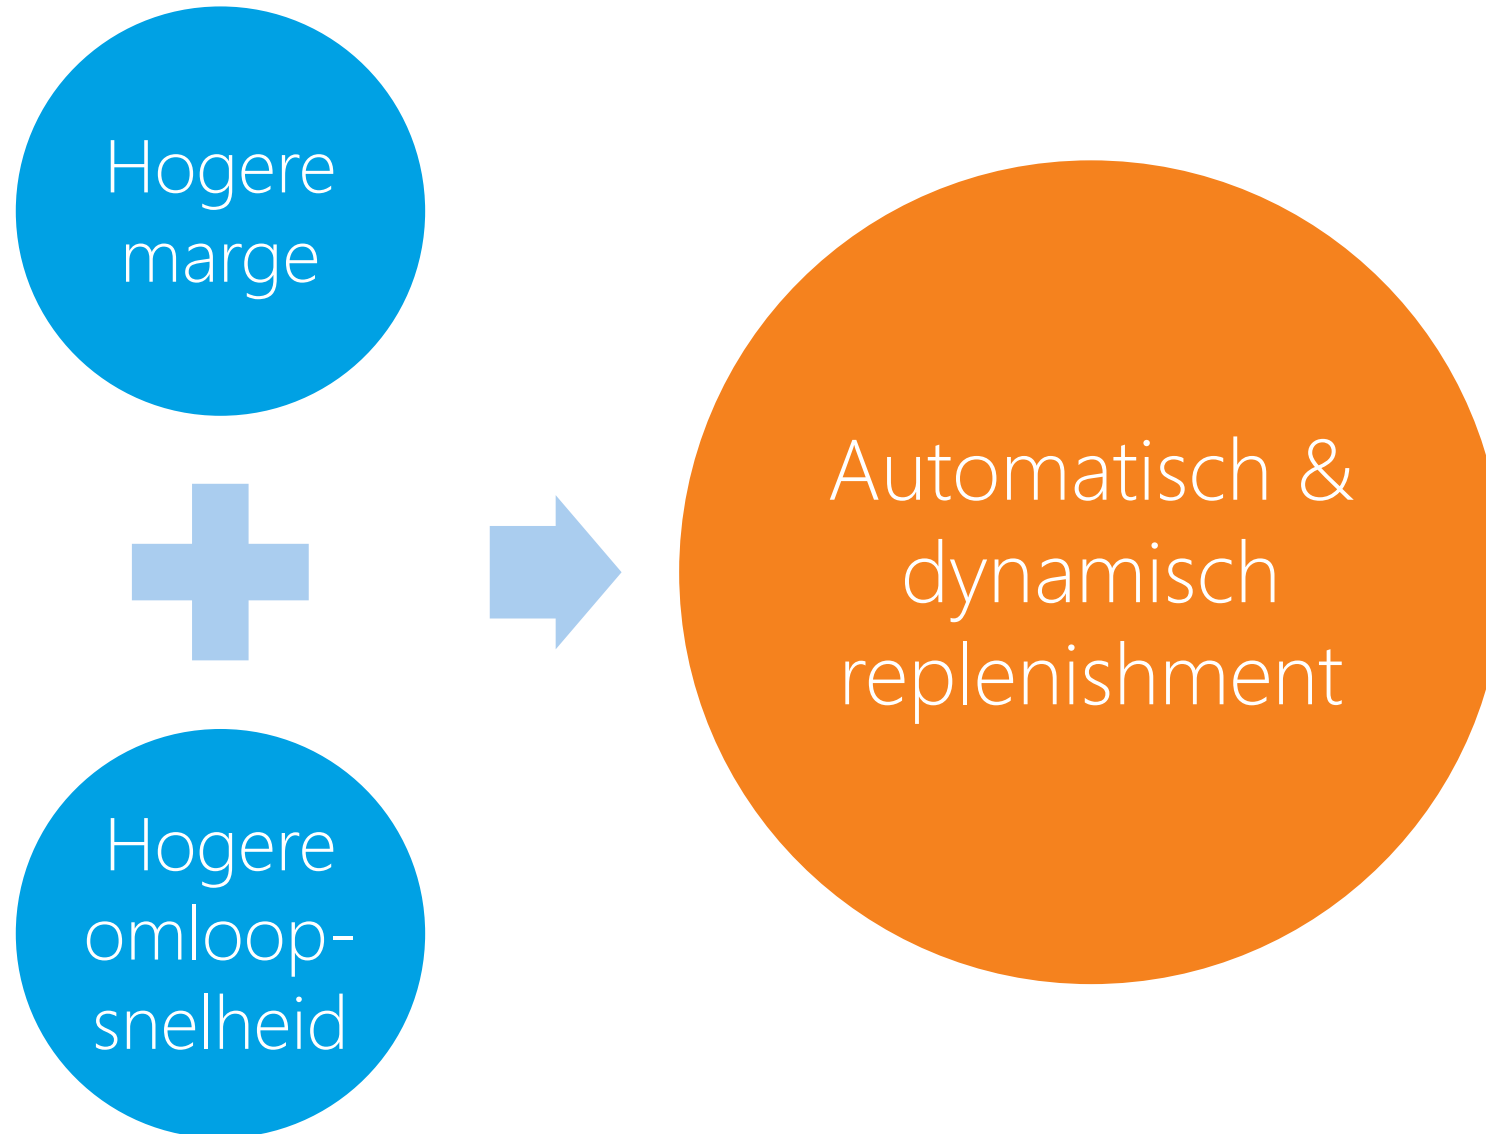 Hogere
marge
Automatisch &
dynamisch
replenishment
Hogere
omloop-
snelheid